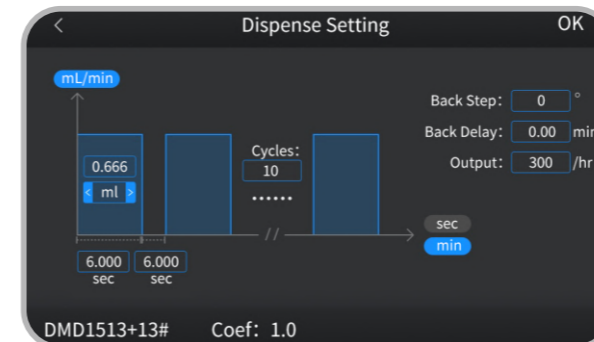 < Dispense Setting OK
mL/min
Back Step: 0 °
Back Delay: 0.00 min
Output: 300 /hr
Cycles:
10
......
0.666
< ml >
//
sec
min
6.000 6.000
sec sec
DMD1513+13# Coef: 1.0